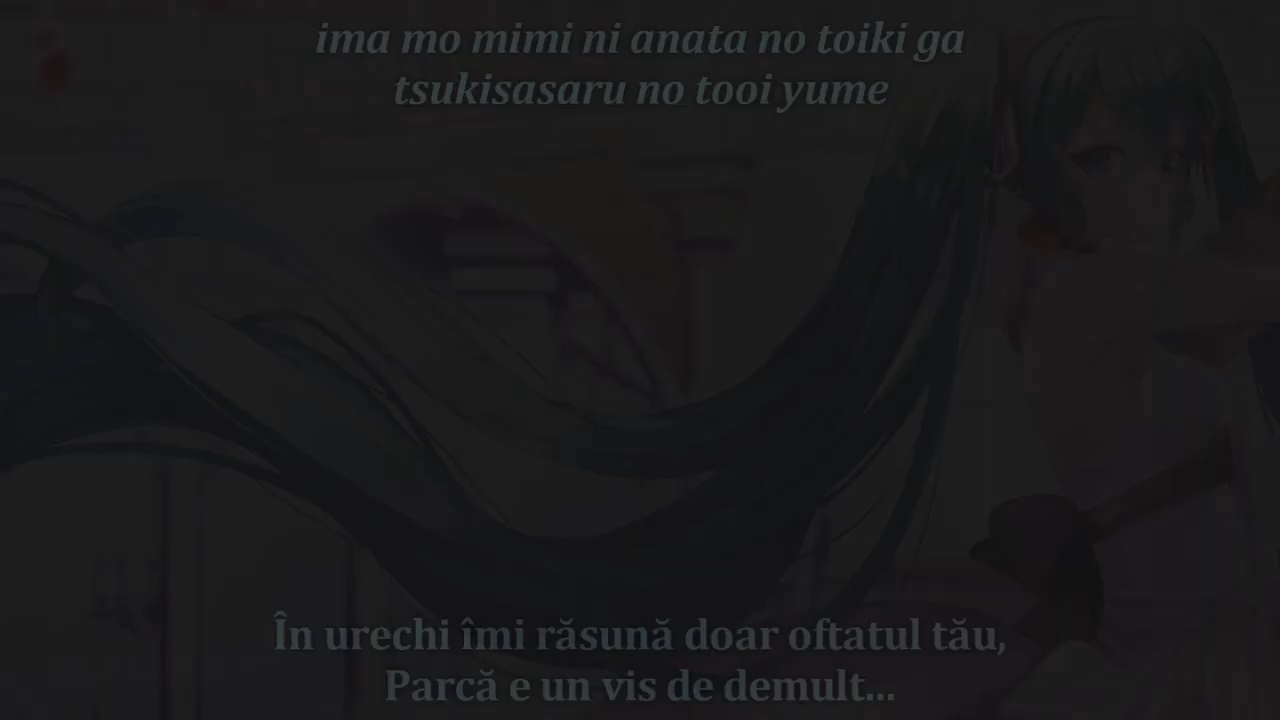 ima mo mimi ni anata no toiki ga
tsukisasaru no tooi yume
În urechi îmi răsună doar oftatul tău,
Parcă e un vis de demult...